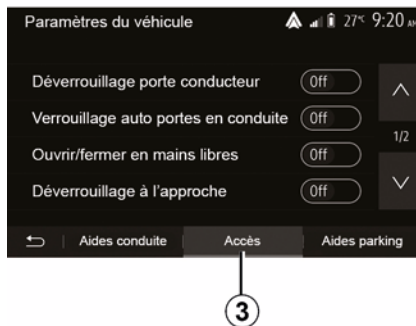 Paramètres du véhicule 27°C 9:20 AM
Déverrouillage porte conducteur Off
Verrouillage auto portes en conduite Off
1/2
Ouvrir/fermer en mains libres Off
Déverrouillage à l'approche Off
Aides conduite Accès Aides parking
3